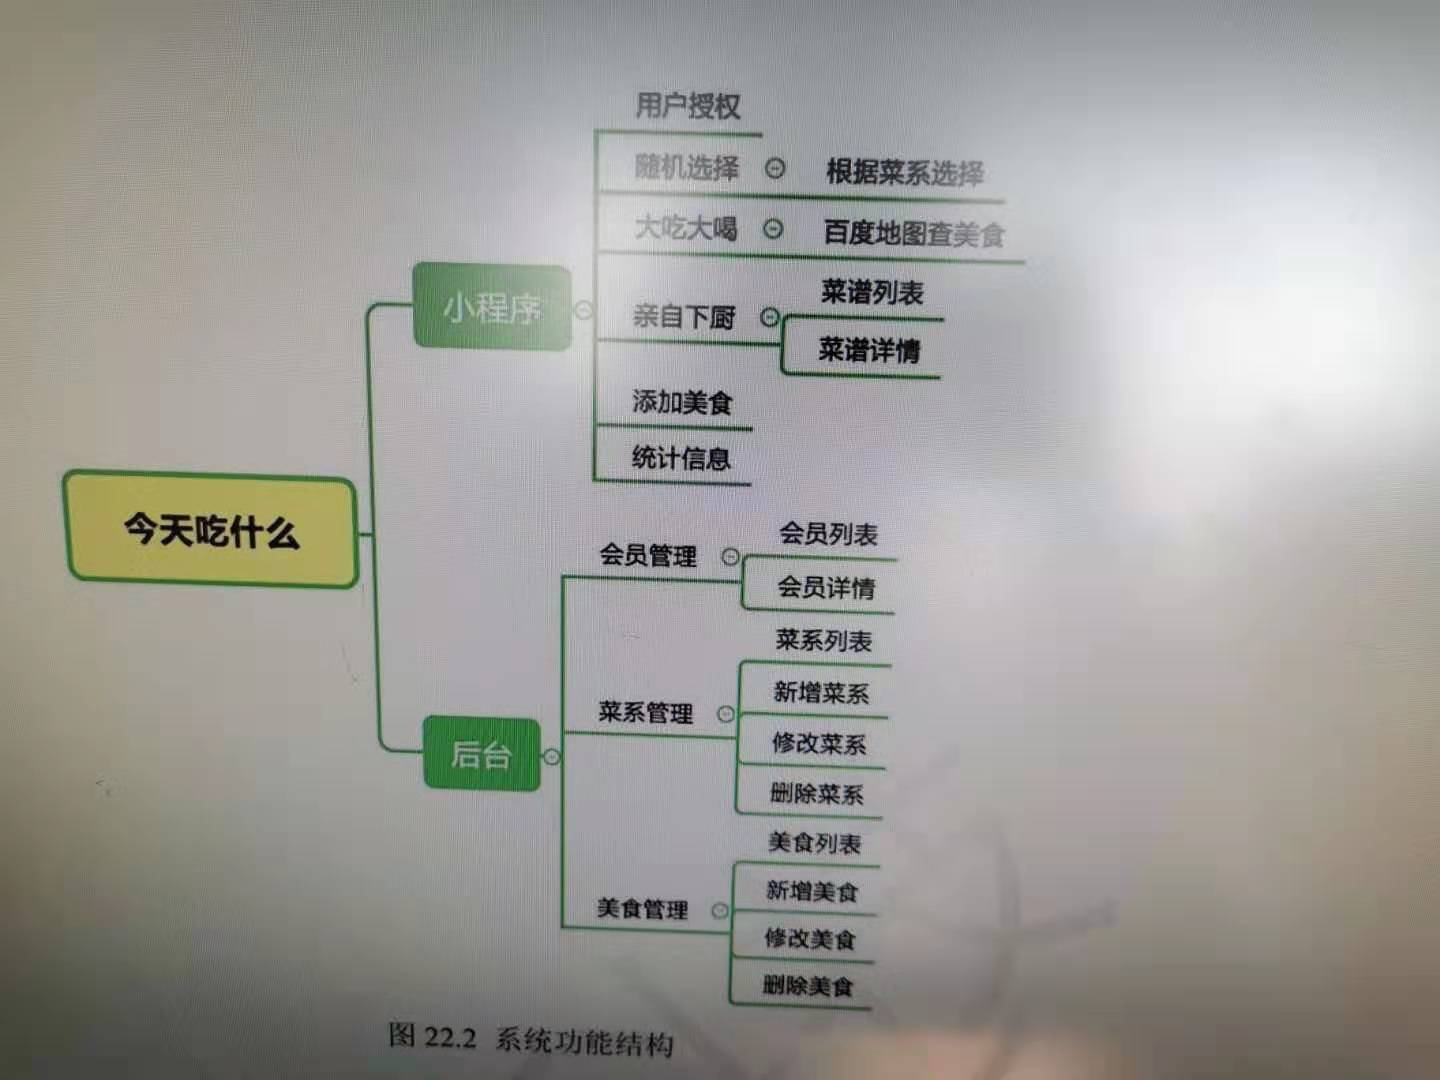 用户授权
随机选择
根据菜系选择
大吃大喝
百度地图查美食
小程序
亲自下厨
菜谱列表
菜谱详情
添加美食
统计信息
今天吃什么
后台
会员管理
会员列表
会员详情
菜系管理
菜系列表
新增菜系
修改菜系
删除菜系
美食管理
美食列表
新增美食
修改美食
删除美食
图 22.2 系统功能结构